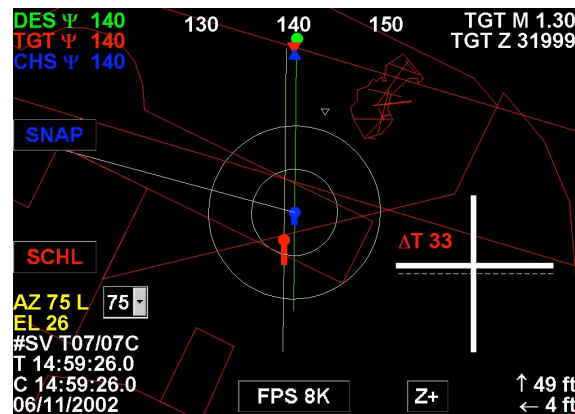 DES Ψ 140
TGT Ψ 140
CHS Ψ 140
130 140 150
TGT M 1.30
TGT Z 31999
SNAP
ΔT 33
SCHL
AZ 75 L 75
EL 26
#SV T07/07C
T 14:59:26.0
C 14:59:26.0
06/11/2002
FPS 8K
Z+
↑ 49 ft
← 4 ft